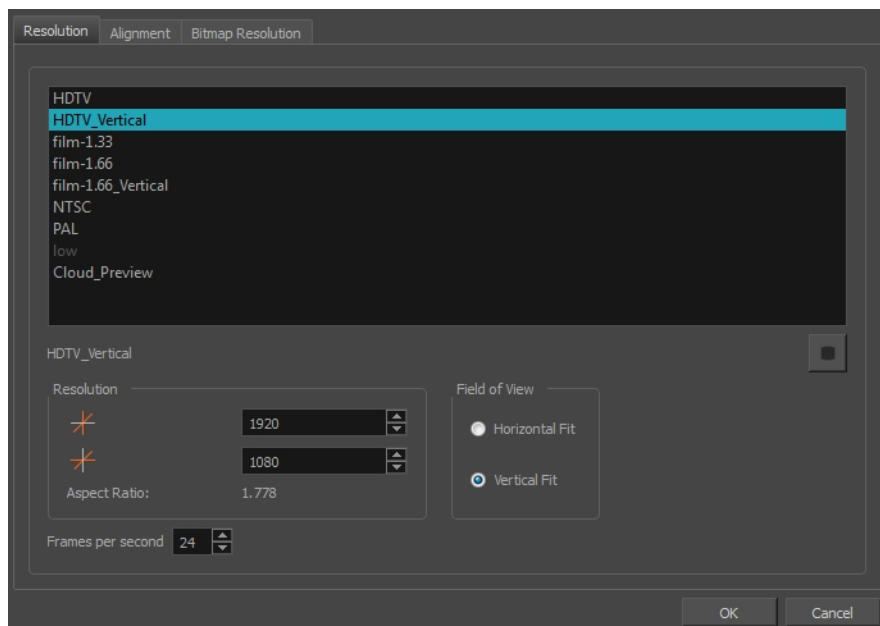 Resolution Alignment Bitmap Resolution
HDTV
HDTV_Vertical
film-1.33
film-1.66
film-1.66_Vertical
NTSC
PAL
low
Cloud_Preview
HDTV_Vertical
Resolution
1920
1080
Aspect Ratio: 1.778
Field of View
Horizontal Fit
Vertical Fit
Frames per second 24
OK Cancel